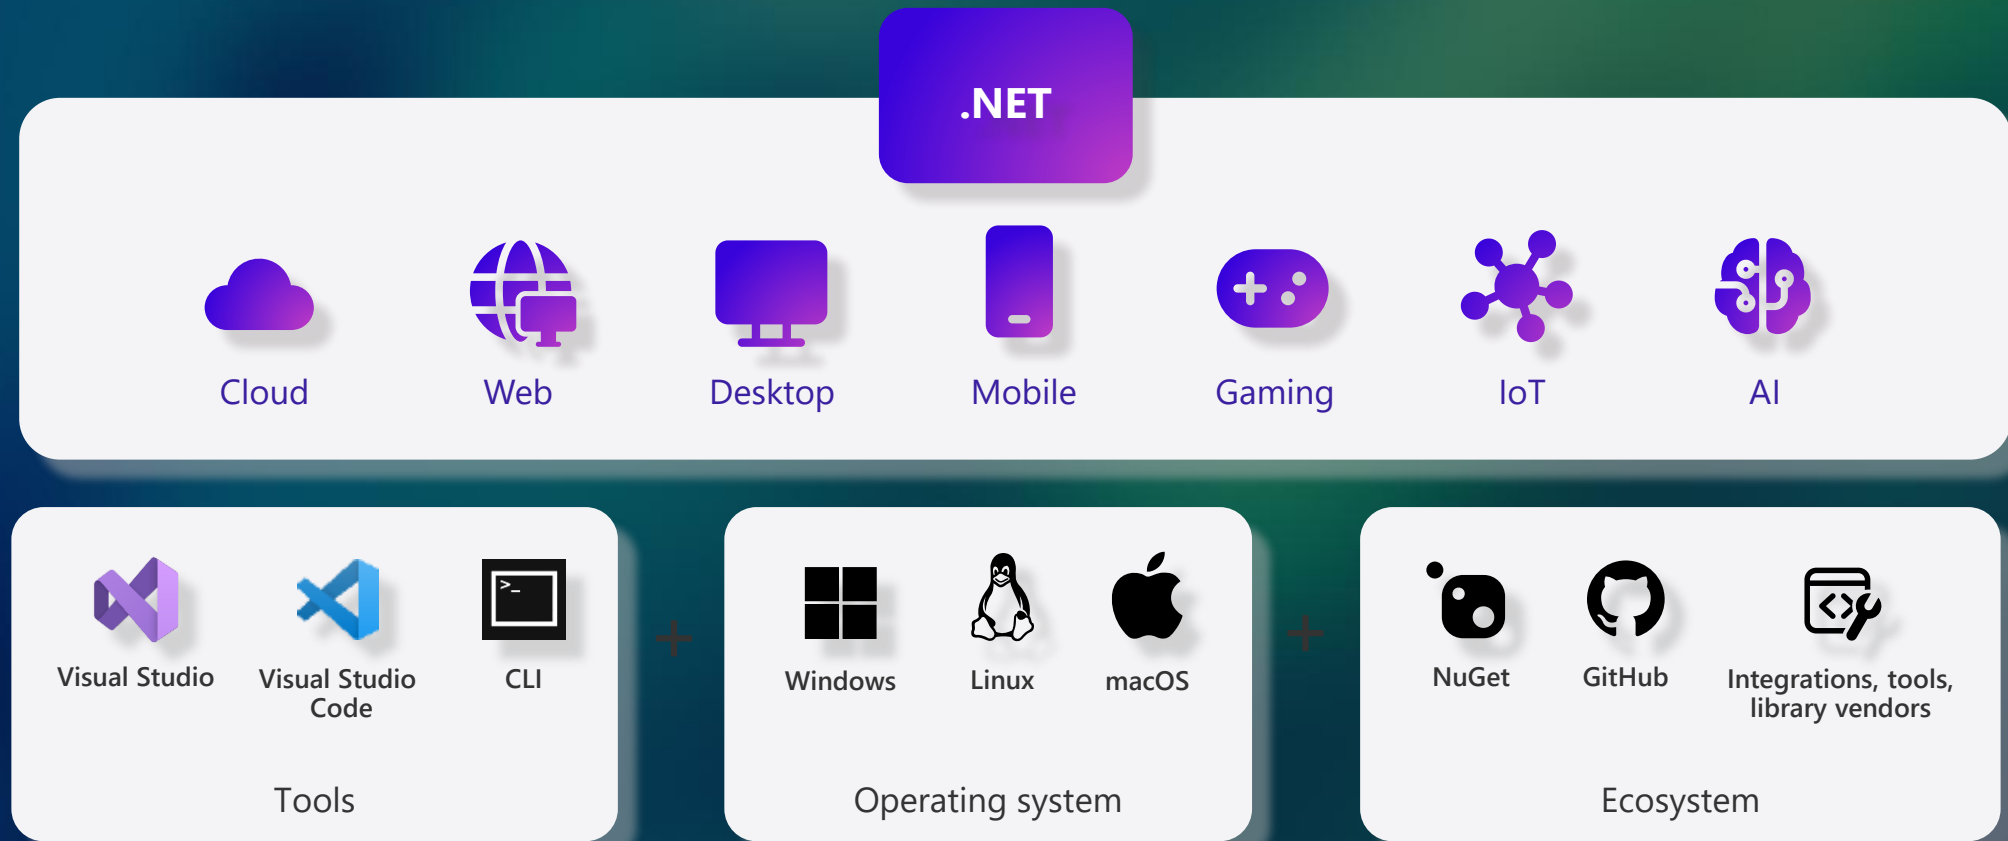 .NET
Cloud
Web
Desktop
Mobile
Gaming
IoT
AI
>_
Visual Studio
Visual Studio
Code
CLI
+
Windows
Linux
macOS
+
NuGet
GitHub
Integrations, tools,
library vendors
Tools
Operating system
Ecosystem